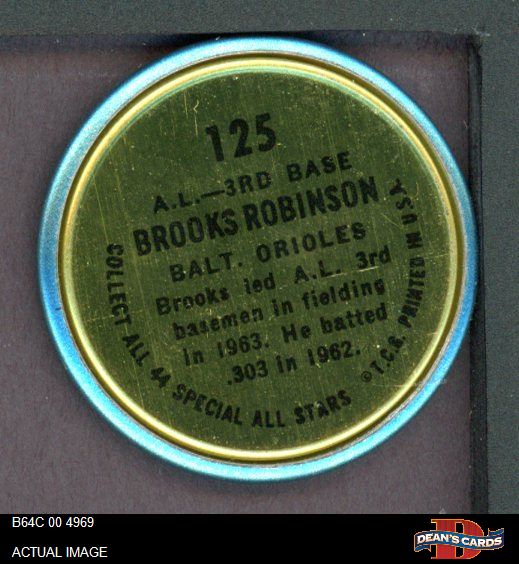 125
A.L.—3RD BASE
BROOKS ROBINSON
BALT. ORIOLES
Brooks led A.L. 3rd
basemen in fielding
in 1963. He batted
.303 in 1962.
COLLECT ALL 44 SPECIAL ALL STARS
©T.C.G. PRINTED IN U.S.A.
B64C 00 4969
ACTUAL IMAGE
D
DEAN'S CARDS